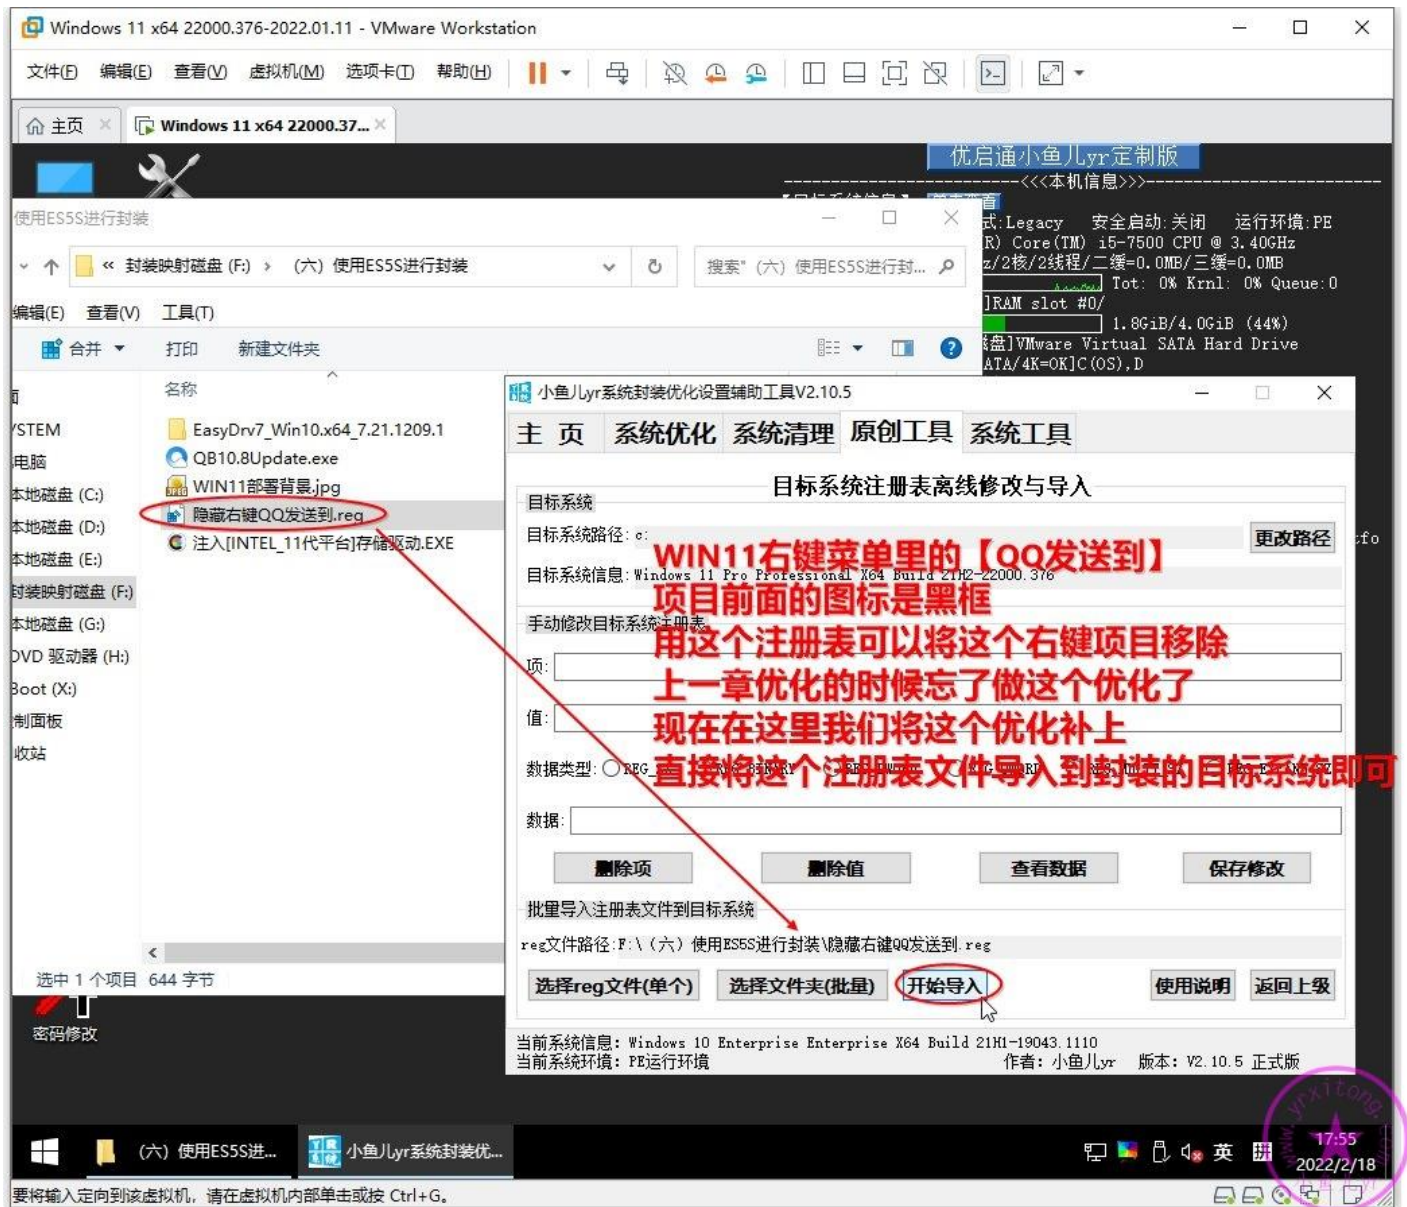 Windows 11 x64 22000.376-2022.01.11 - VMware Workstation
文件(F) 编辑(E) 查看(V) 虚拟机(M) 选项卡(T) 帮助(H)
主页
Windows 11 x64 22000.37...
优启通小鱼儿yr定制版
<<<本机信息>>>
式:Legacy 安全启动:关闭 运行环境:PE
R) Core(TM) i5-7500 CPU @ 3.40GHz
z/2核/2线程/二缓=0.0MB/三缓=0.0MB
Tot: 0% Krnl: 0% Queue:0
]RAM slot #0/
1.8GiB/4.0GiB (44%)
盘]VMware Virtual SATA Hard Drive
ATA/4K=OK]C(OS),D
使用ES5S进行封装
« 封装映射磁盘 (F:) › (六) 使用ES5S进行封装
搜索"(六) 使用ES5S进行封...
编辑(E) 查看(V) 工具(T)
合并 打印 新建文件夹
名称
EasyDrv7_Win10.x64_7.21.1209.1
QB10.8Update.exe
WIN11部署背景.jpg
隐藏右键QQ发送到.reg
注入[INTEL_11代平台]存储驱动.EXE
YSTEM
电脑
本地磁盘 (C:)
本地磁盘 (D:)
本地磁盘 (E:)
封装映射磁盘 (F:)
本地磁盘 (G:)
DVD 驱动器 (H:)
Boot (X:)
制面板
收站
选中 1 个项目 644 字节
密码修改
小鱼儿yr系统封装优化设置辅助工具V2.10.5
主 页 系统优化 系统清理 原创工具 系统工具
目标系统注册表离线修改与导入
目标系统
目标系统路径: c:
更改路径
tfo
目标系统信息: Windows 11 Pro Professional X64 Build 21H2-22000.376
手动修改目标系统注册表
项:
值:
数据类型:
数据:
WIN11右键菜单里的【QQ发送到】
项目前面的图标是黑框
用这个注册表可以将这个右键项目移除
上一章优化的时候忘了做这个优化了
现在在这里我们将这个优化补上
直接将这个注册表文件导入到封装的目标系统即可
删除项 删除值 查看数据 保存修改
批量导入注册表文件到目标系统
reg文件路径:F:\(六) 使用ES5S进行封装\隐藏右键QQ发送到.reg
选择reg文件(单个) 选择文件夹(批量) 开始导入 使用说明 返回上级
当前系统信息: Windows 10 Enterprise Enterprise X64 Build 21H1-19043.1110
当前系统环境: PE运行环境 作者: 小鱼儿yr 版本: V2.10.5 正式版
(六) 使用ES5S进...
小鱼儿yr系统封装优...
英 拼
17:55
2022/2/18
www.yrxitong.com
小鱼儿yr
要将输入定向到该虚拟机，请在虚拟机内部单击或按 Ctrl+G。